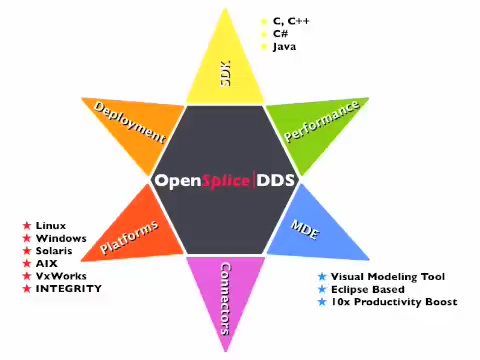 C, C++
C#
Java
SDK
Deployment
Performance
OpenSplice|DDS
Platforms
MDE
Linux
Windows
Solaris
AIX
VxWorks
INTEGRITY
Connectors
Visual Modeling Tool
Eclipse Based
10x Productivity Boost